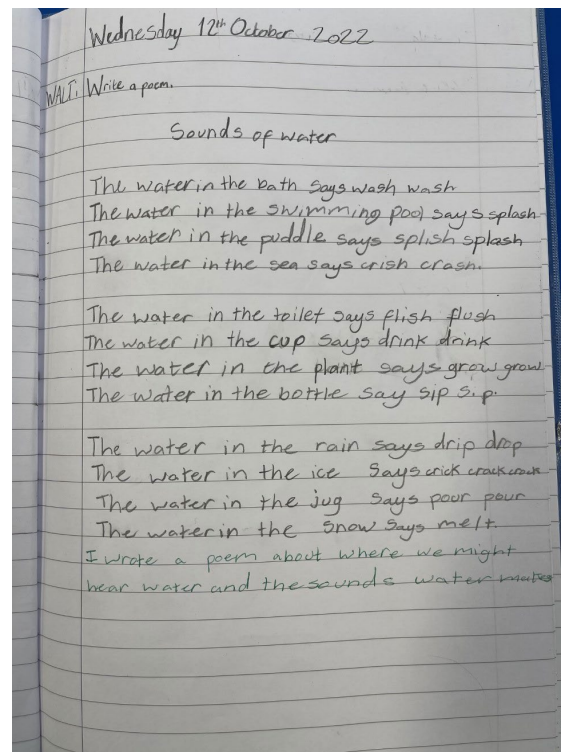 Wednesday 12th October 2022
WALT: Write a poem.
Sounds of water
The water in the bath says wash wash
The water in the swimming pool says splash
The water in the puddle says splish splash
The water in the sea says crish crash.
The water in the toilet says flish flush
The water in the cup says drink drink
The water in the plant says grow grow
The water in the bottle say sip sip.
The water in the rain says drip drop
The water in the ice says crick crack crack
The water in the jug says pour pour
The water in the snow says melt.
I wrote a poem about where we might
hear water and the sounds water makes